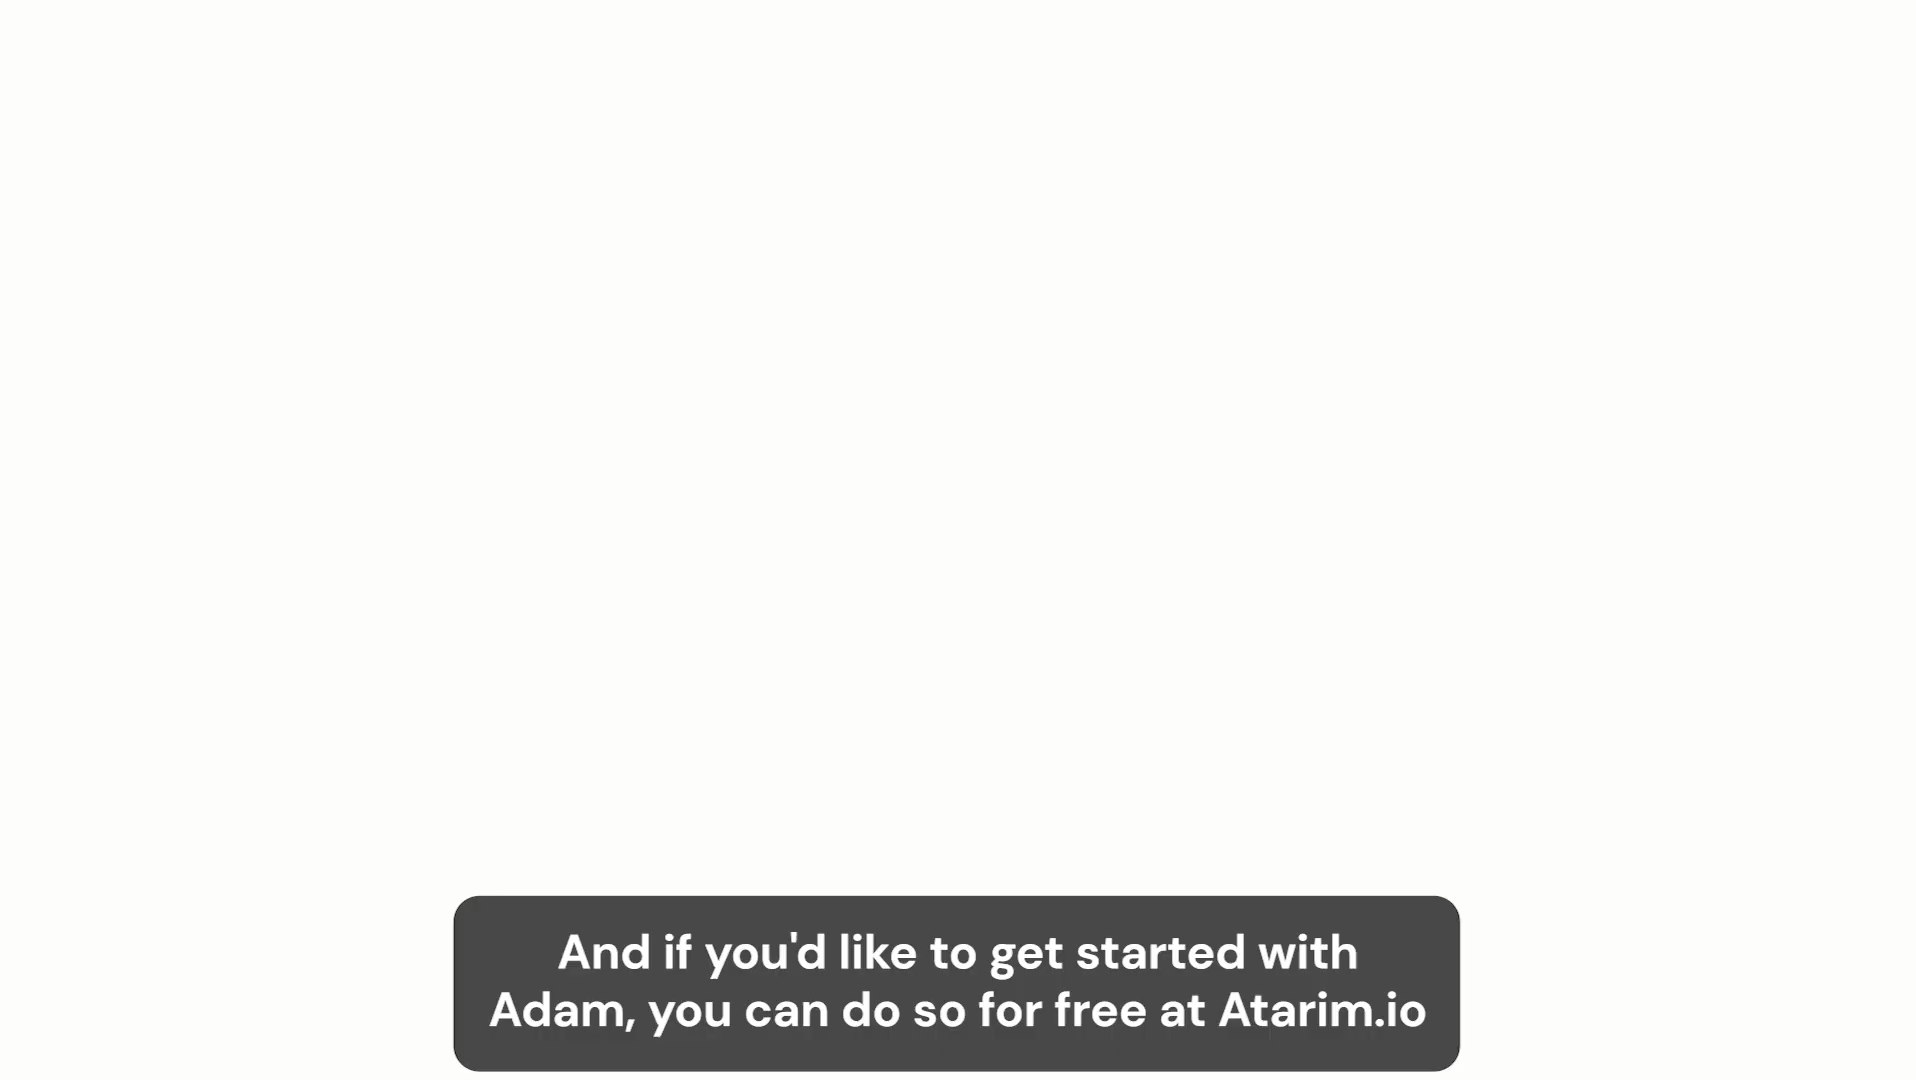 And if you'd like to get started with
Adam, you can do so for free at Atarim.io